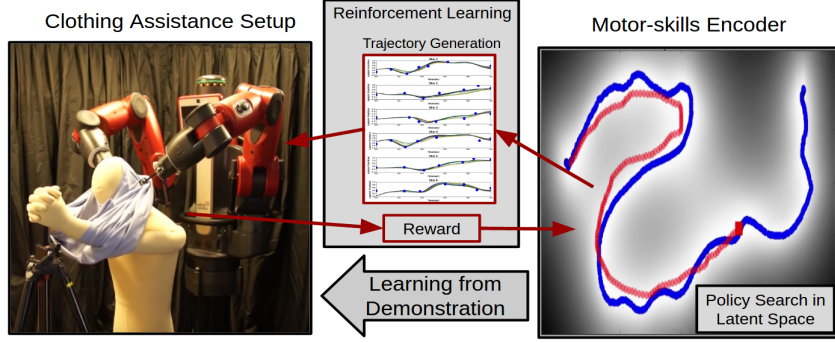 Clothing Assistance Setup
Reinforcement Learning
Trajectory Generation
Reward
Learning from
Demonstration
Motor-skills Encoder
Policy Search in
Latent Space